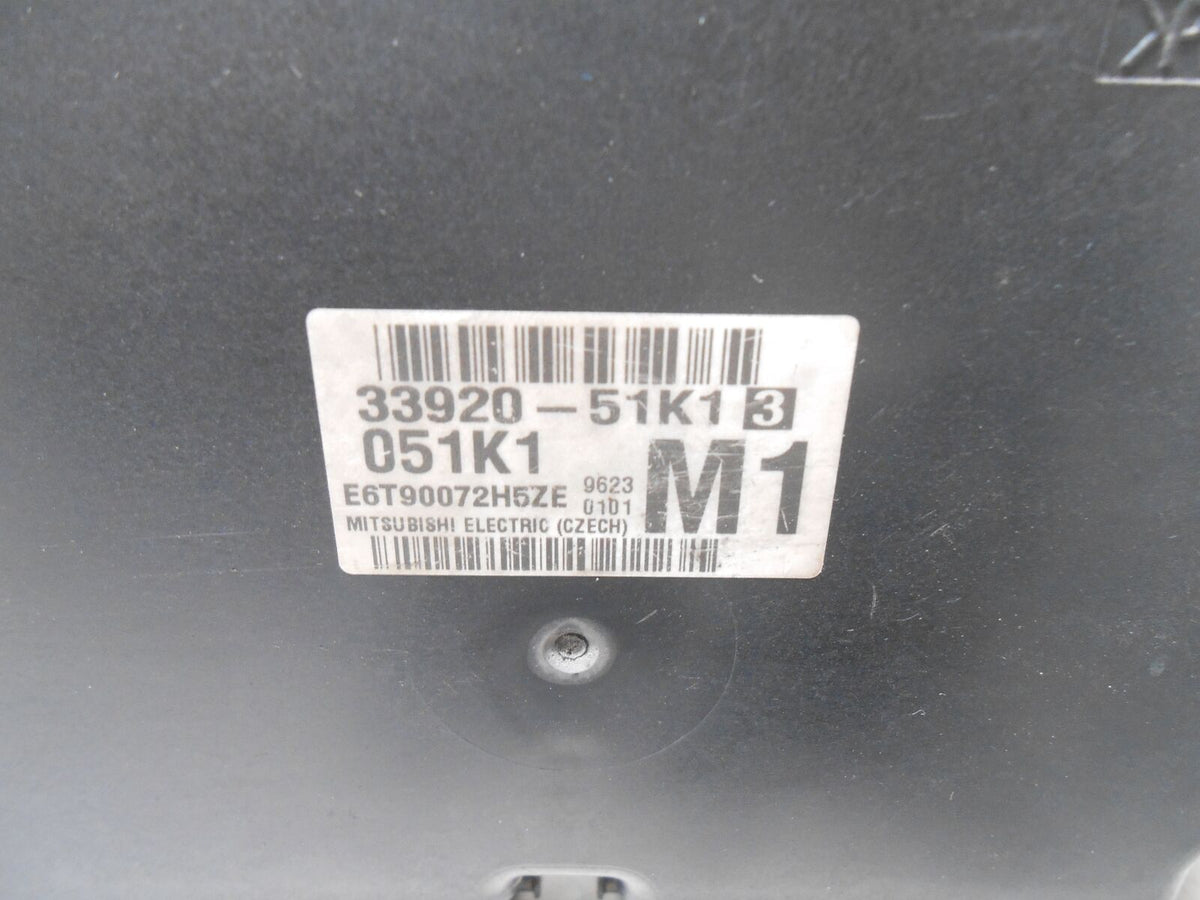 33920-51K1 3
051K1
M1
E6T90072H5ZE
9623
0101
MITSUBISHI ELECTRIC (CZECH)